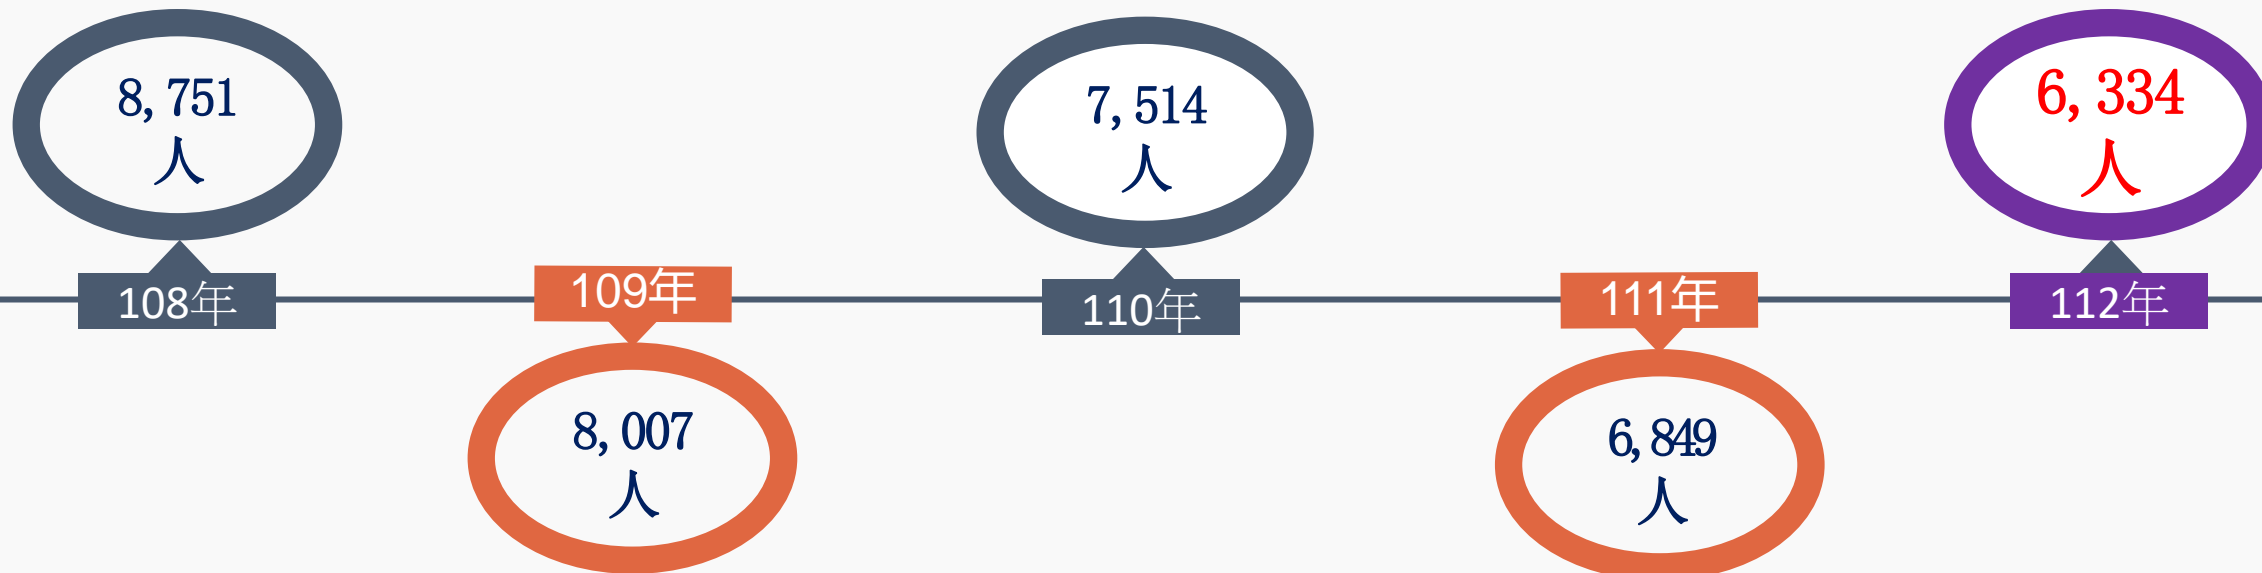 8,751
人
108年
109年
8,007
人
7,514
人
110年
111年
6,849
人
6,334
人
112年